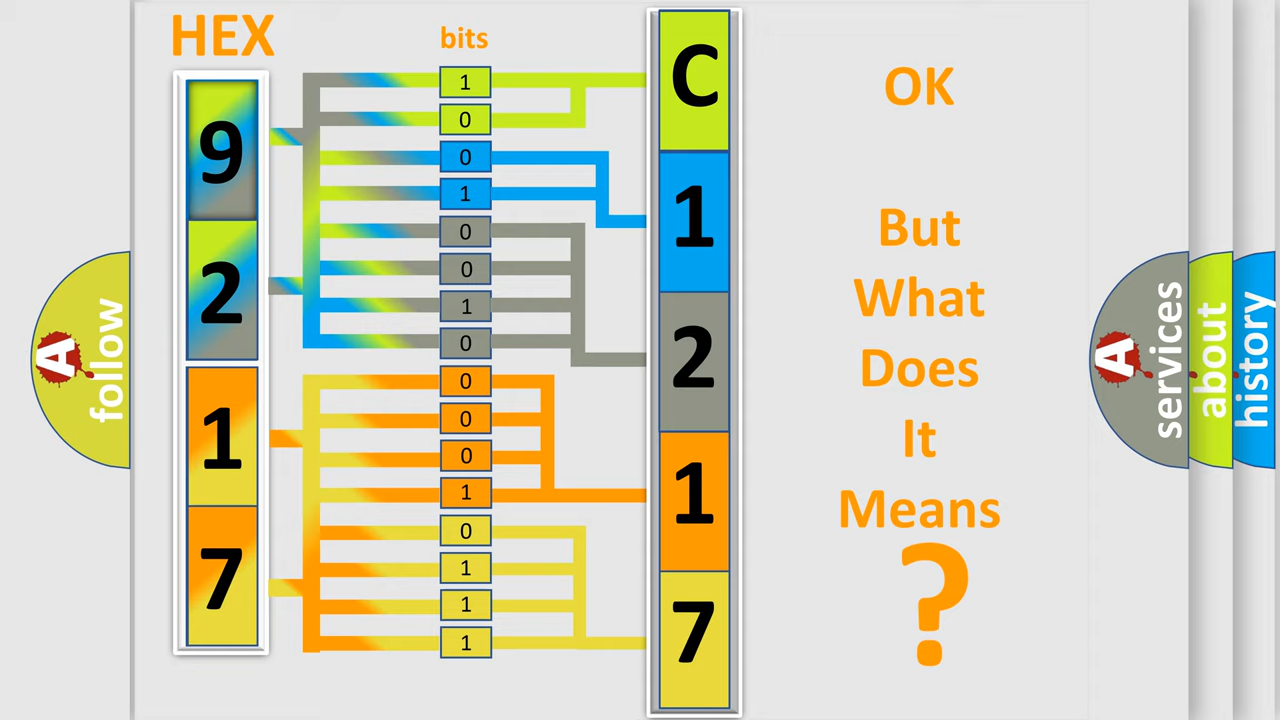 HEX
bits
9
2
1
7
1
0
0
1
0
0
1
0
0
0
0
1
0
1
1
1
C
1
2
1
7
OK
But
What
Does
It
Means
?
A
follow
A
services
about
history